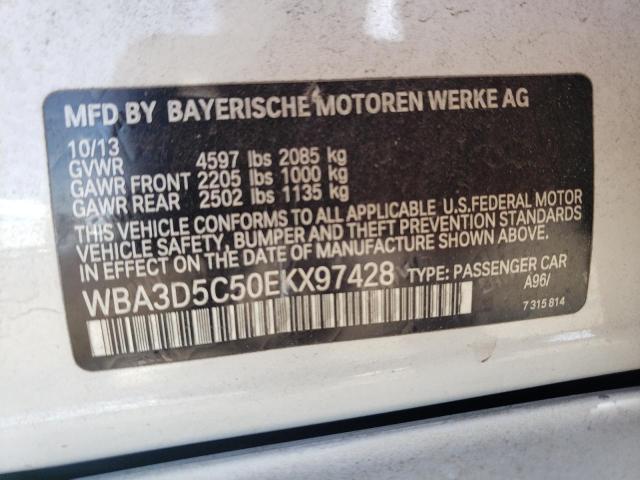 MFD BY BAYERISCHE MOTOREN WERKE AG
10/13
GVWR 4597 lbs 2085 kg
GAWR FRONT 2205 lbs 1000 kg
GAWR REAR 2502 lbs 1135 kg
THIS VEHICLE CONFORMS TO ALL APPLICABLE U.S.FEDERAL MOTOR
VEHICLE SAFETY, BUMPER AND THEFT PREVENTION STANDARDS
IN EFFECT ON THE DATE OF MANUFACTURE SHOWN ABOVE.
WBA3D5C50EKX97428 TYPE: PASSENGER CAR
A96/
7 315 814